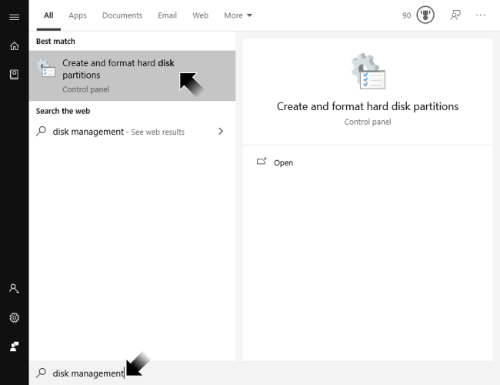 All Apps Documents Email Web More 90 ...
Best match
Create and format hard disk
partitions
Control panel
Search the web
disk management - See web results
Create and format hard disk partitions
Control panel
Open
disk management